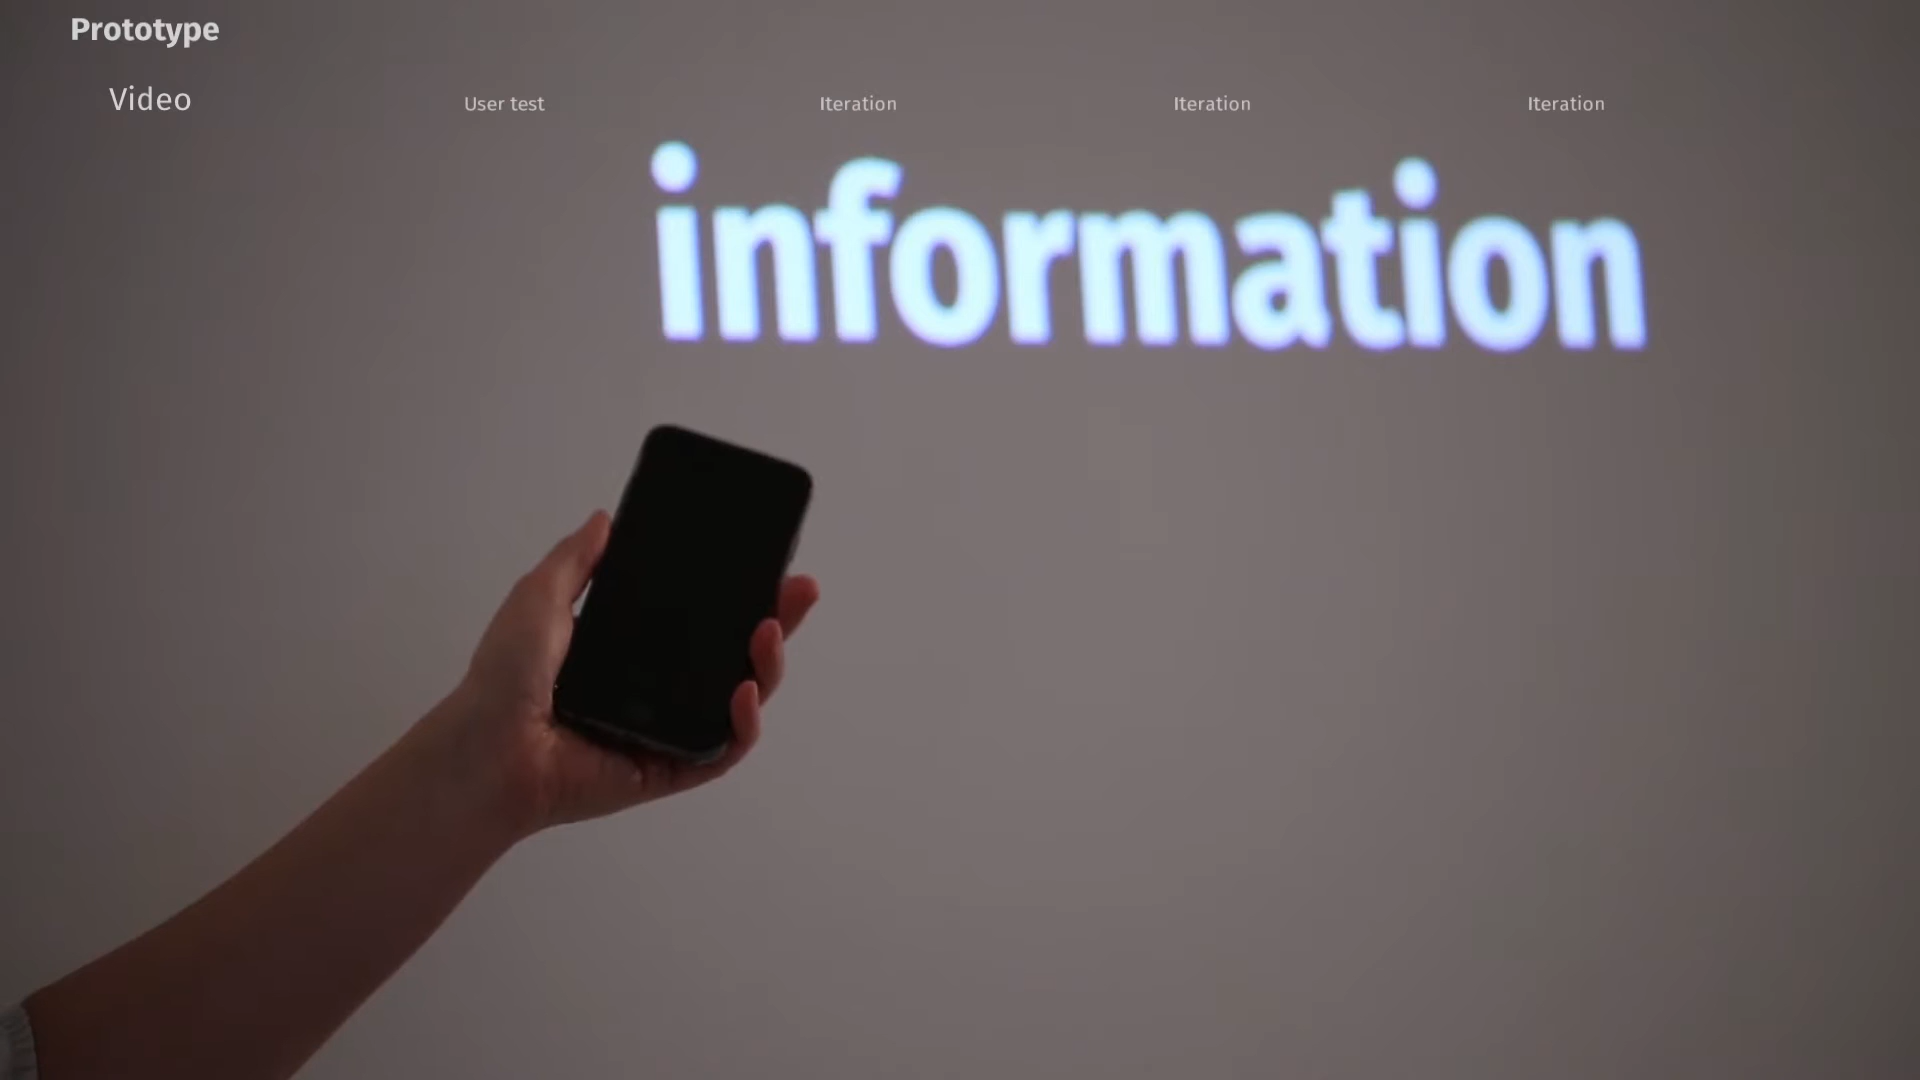 Prototype
Video
User test
Iteration
Iteration
Iteration
information